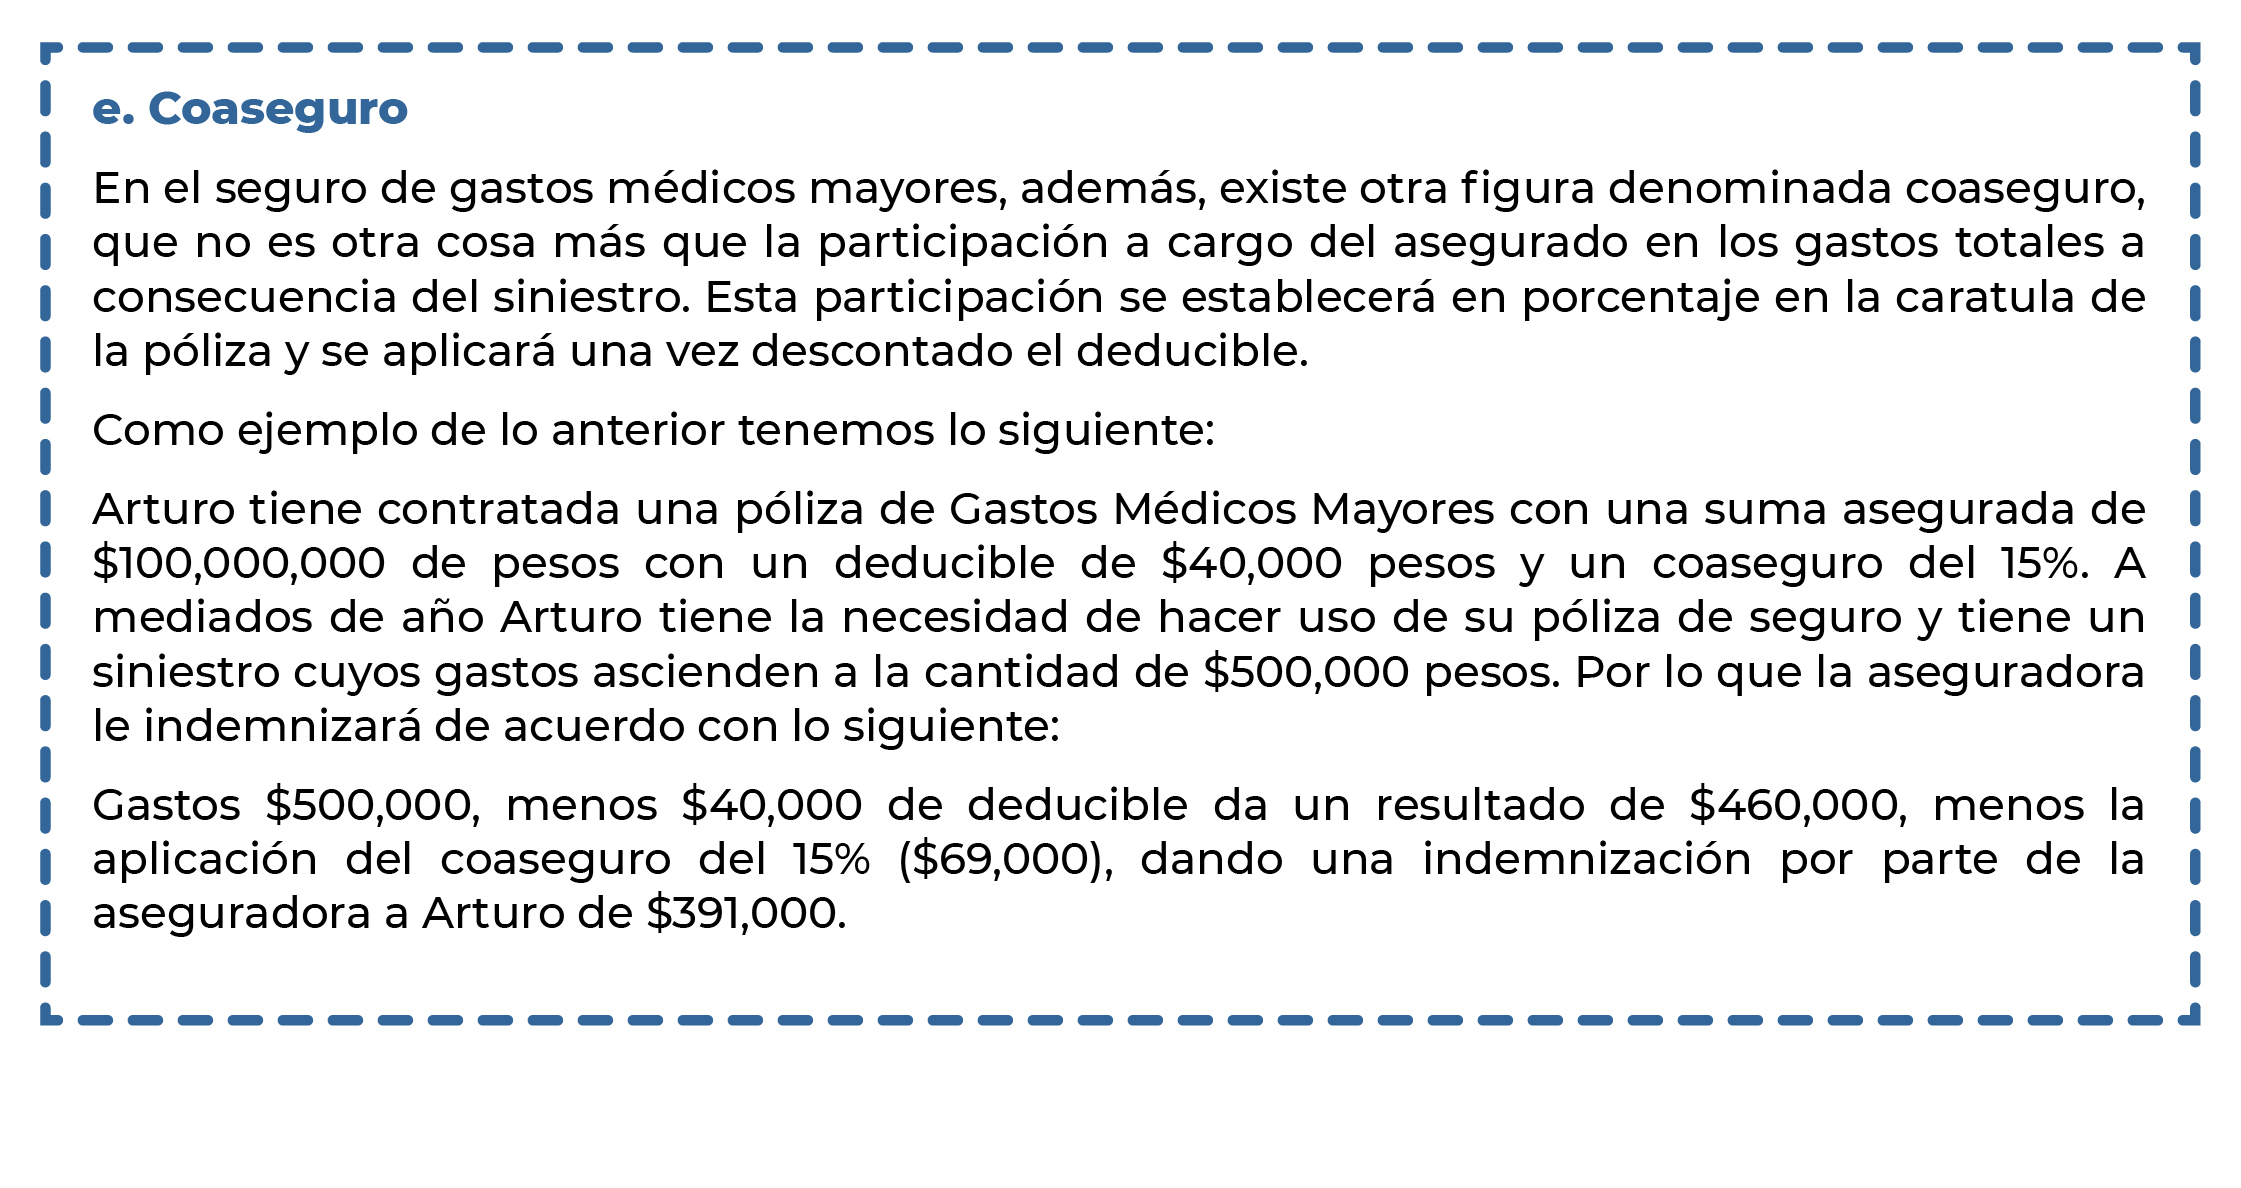 e. Coaseguro
En el seguro de gastos médicos mayores, además, existe otra figura denominada coaseguro,
que no es otra cosa más que la participación a cargo del asegurado en los gastos totales a
consecuencia del siniestro. Esta participación se establecerá en porcentaje en la caratula de
la póliza y se aplicará una vez descontado el deducible.
Como ejemplo de lo anterior tenemos lo siguiente:
Arturo tiene contratada una póliza de Gastos Médicos Mayores con una suma asegurada de
$100,000,000 de pesos con un deducible de $40,000 pesos y un coaseguro del 15%. A
mediados de año Arturo tiene la necesidad de hacer uso de su póliza de seguro y tiene un
siniestro cuyos gastos ascienden a la cantidad de $500,000 pesos. Por lo que la aseguradora
le indemnizará de acuerdo con lo siguiente:
Gastos $500,000, menos $40,000 de deducible da un resultado de $460,000, menos la
aplicación del coaseguro del 15% ($69,000), dando una indemnización por parte de la
aseguradora a Arturo de $391,000.